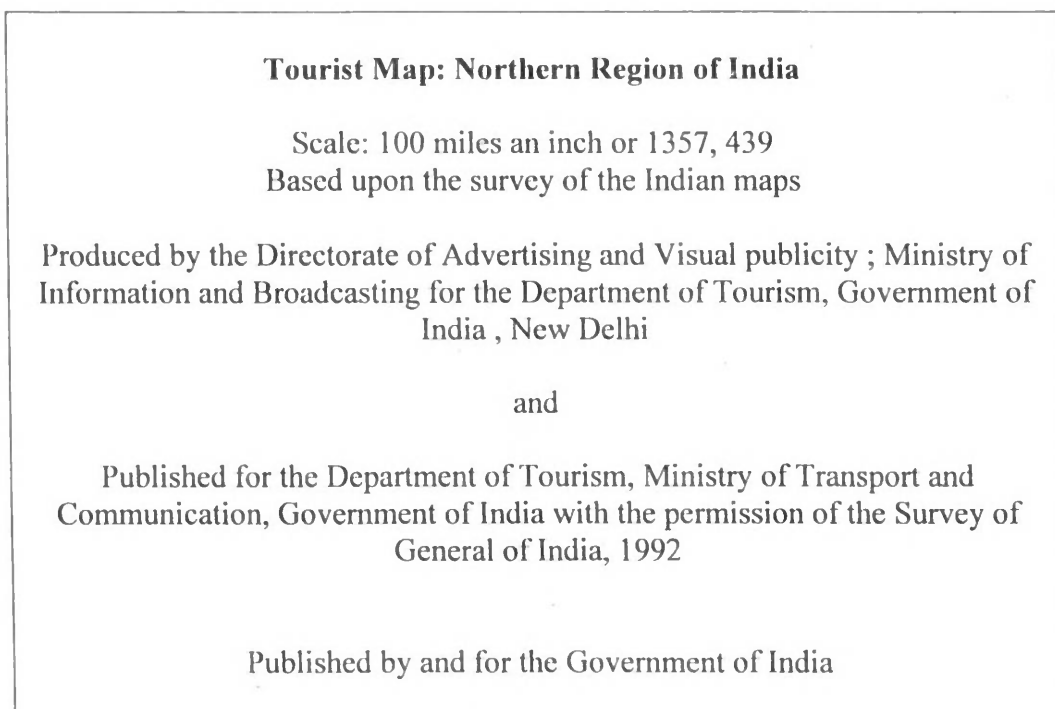 Tourist Map: Northern Region of India
Scale: 100 miles an inch or 1357, 439
Based upon the survey of the Indian maps
Produced by the Directorate of Advertising and Visual publicity ; Ministry of
Information and Broadcasting for the Department of Tourism, Government of
India , New Delhi
and
Published for the Department of Tourism, Ministry of Transport and
Communication, Government of India with the permission of the Survey of
General of India, 1992
Published by and for the Government of India